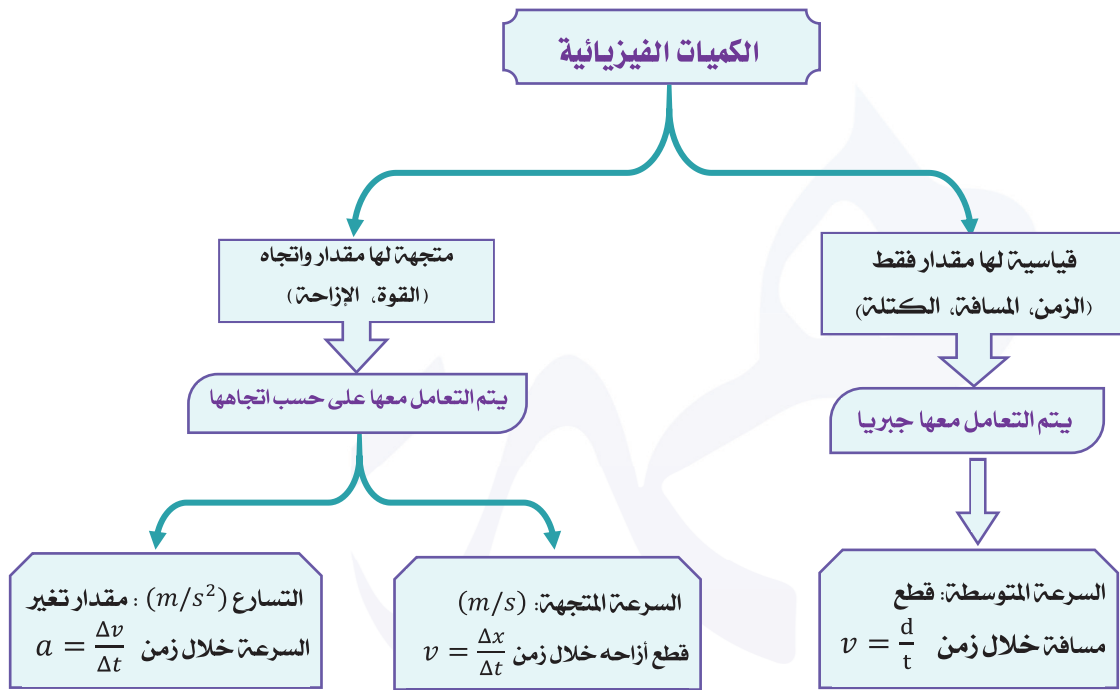 الكميات الفيزيائية
قياسية لها مقدار فقط
(الزمن، المسافة، الكتلة)
يتم التعامل معها جبريا
السرعة المتوسطة: قطع
مسافة خلال زمن v = d/t
متجهة لها مقدار واتجاه
(القوة، الإزاحة)
يتم التعامل معها على حسب اتجاهها
السرعة المتجهة: (m/s)
قطع أزاحه خلال زمن v = Δx/Δt
التسارع (m/s²) : مقدار تغير
السرعة خلال زمن a = Δv/Δt